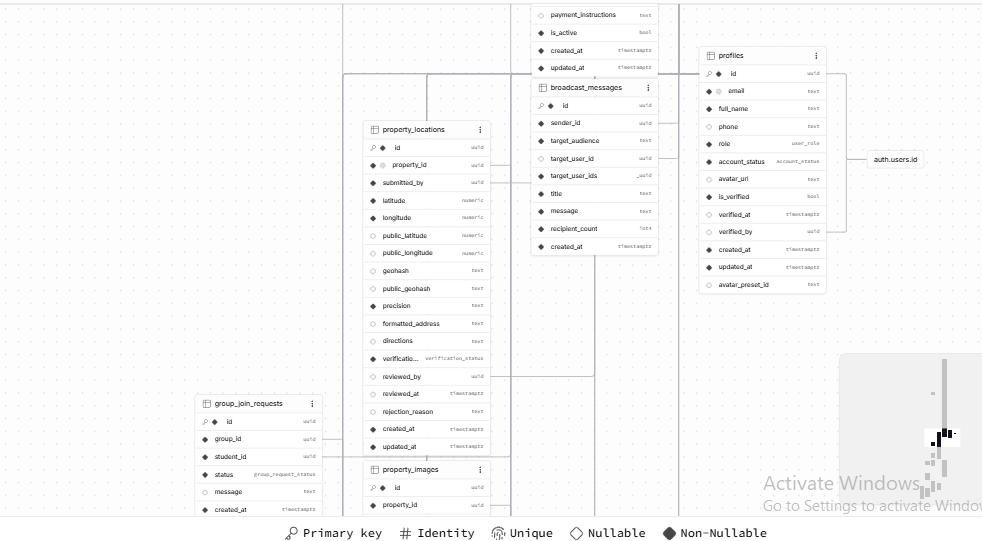 payment_instructions text
is_active bool
created_at timestamptz
updated_at timestamptz
broadcast_messages
id uuid
sender_id uuid
target_audience text
target_user_id uuid
target_user_ids _uuid
title text
message text
recipient_count int4
created_at timestamptz
profiles
id uuid
email text
full_name text
phone text
role user_role
account_status account_status
avatar_url text
is_verified bool
verified_at timestamptz
verified_by uuid
created_at timestamptz
updated_at timestamptz
avatar_preset_id text
auth.users.id
property_locations
id uuid
property_id uuid
submitted_by uuid
latitude numeric
longitude numeric
public_latitude numeric
public_longitude numeric
geohash text
public_geohash text
precision text
formatted_address text
directions text
verificatio... verification_status
reviewed_by uuid
reviewed_at timestamptz
rejection_reason text
created_at timestamptz
updated_at timestamptz
group_join_requests
id uuid
group_id uuid
student_id uuid
status group_request_status
message text
created_at timestamptz
property_images
id uuid
property_id uuid
Activate Windows
Go to Settings to activate Window
Primary key # Identity Unique Nullable Non-Nullable